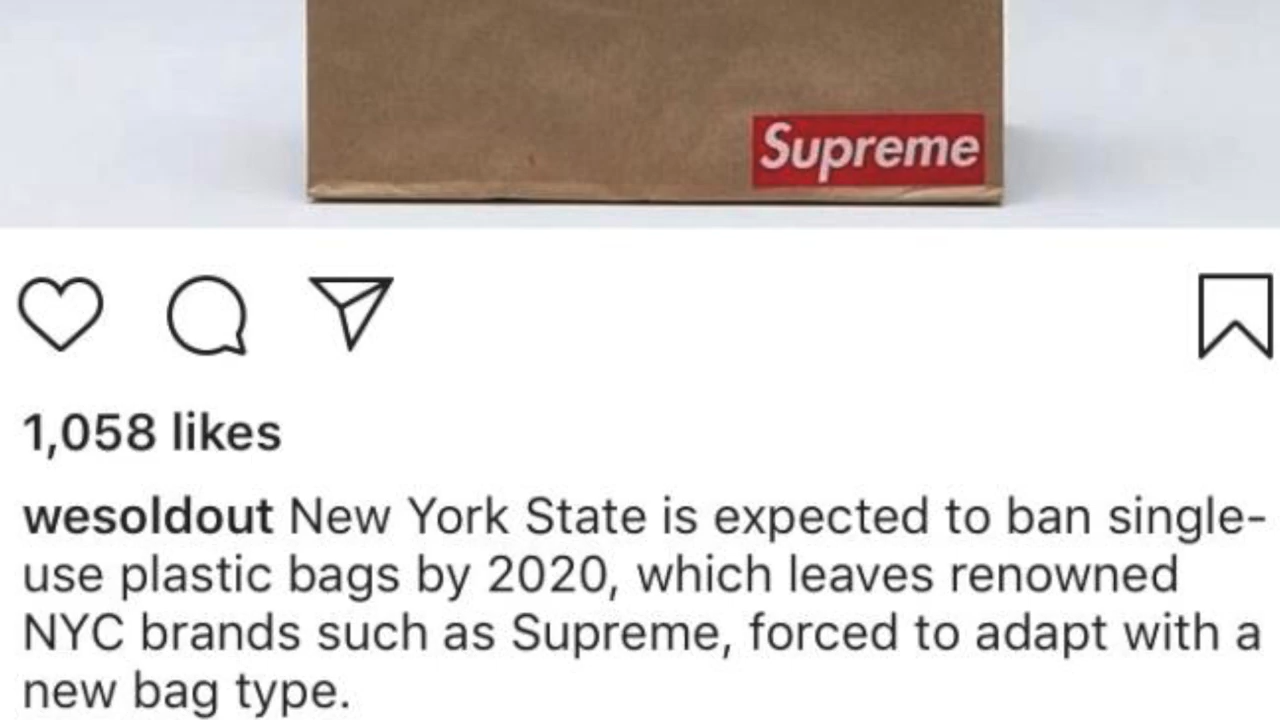 Supreme
1,058 likes
wesoldout New York State is expected to ban single-
use plastic bags by 2020, which leaves renowned
NYC brands such as Supreme, forced to adapt with a
new bag type.